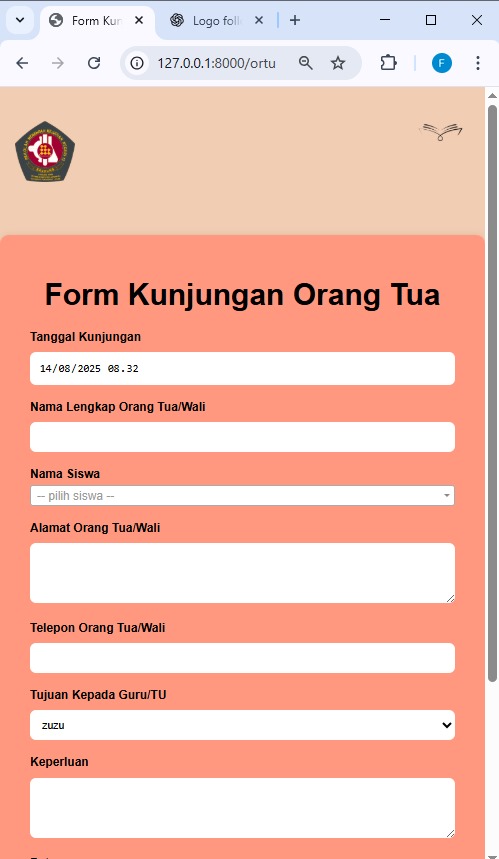 Form Kun
Logo foll
127.0.0.1:8000/ortu
F
Form Kunjungan Orang Tua
Tanggal Kunjungan
14/08/2025 08.32
Nama Lengkap Orang Tua/Wali
Nama Siswa
-- pilih siswa --
Alamat Orang Tua/Wali
Telepon Orang Tua/Wali
Tujuan Kepada Guru/TU
zuzu
Keperluan